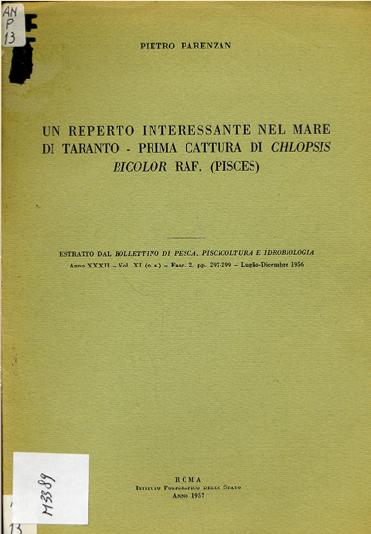 AN
P
13
PIETRO PARENZAN
UN REPERTO INTERESSANTE NEL MARE
DI TARANTO - PRIMA CATTURA DI CHLOPSIS
BICOLOR RAF. (PISCES)
ESTRATTO DAL BOLLETTINO DI PESCA, PISCICOLTURA E IDROBIOLOGIA
Anno XXXII - Vol. XI (n.s.) - Fasc. 2. pp. 297-299 - Luglio-Dicembre 1956
ROMA
ISTITUTO POLIGRAFICO DELLO STATO
ANNO 1957
M3389
13